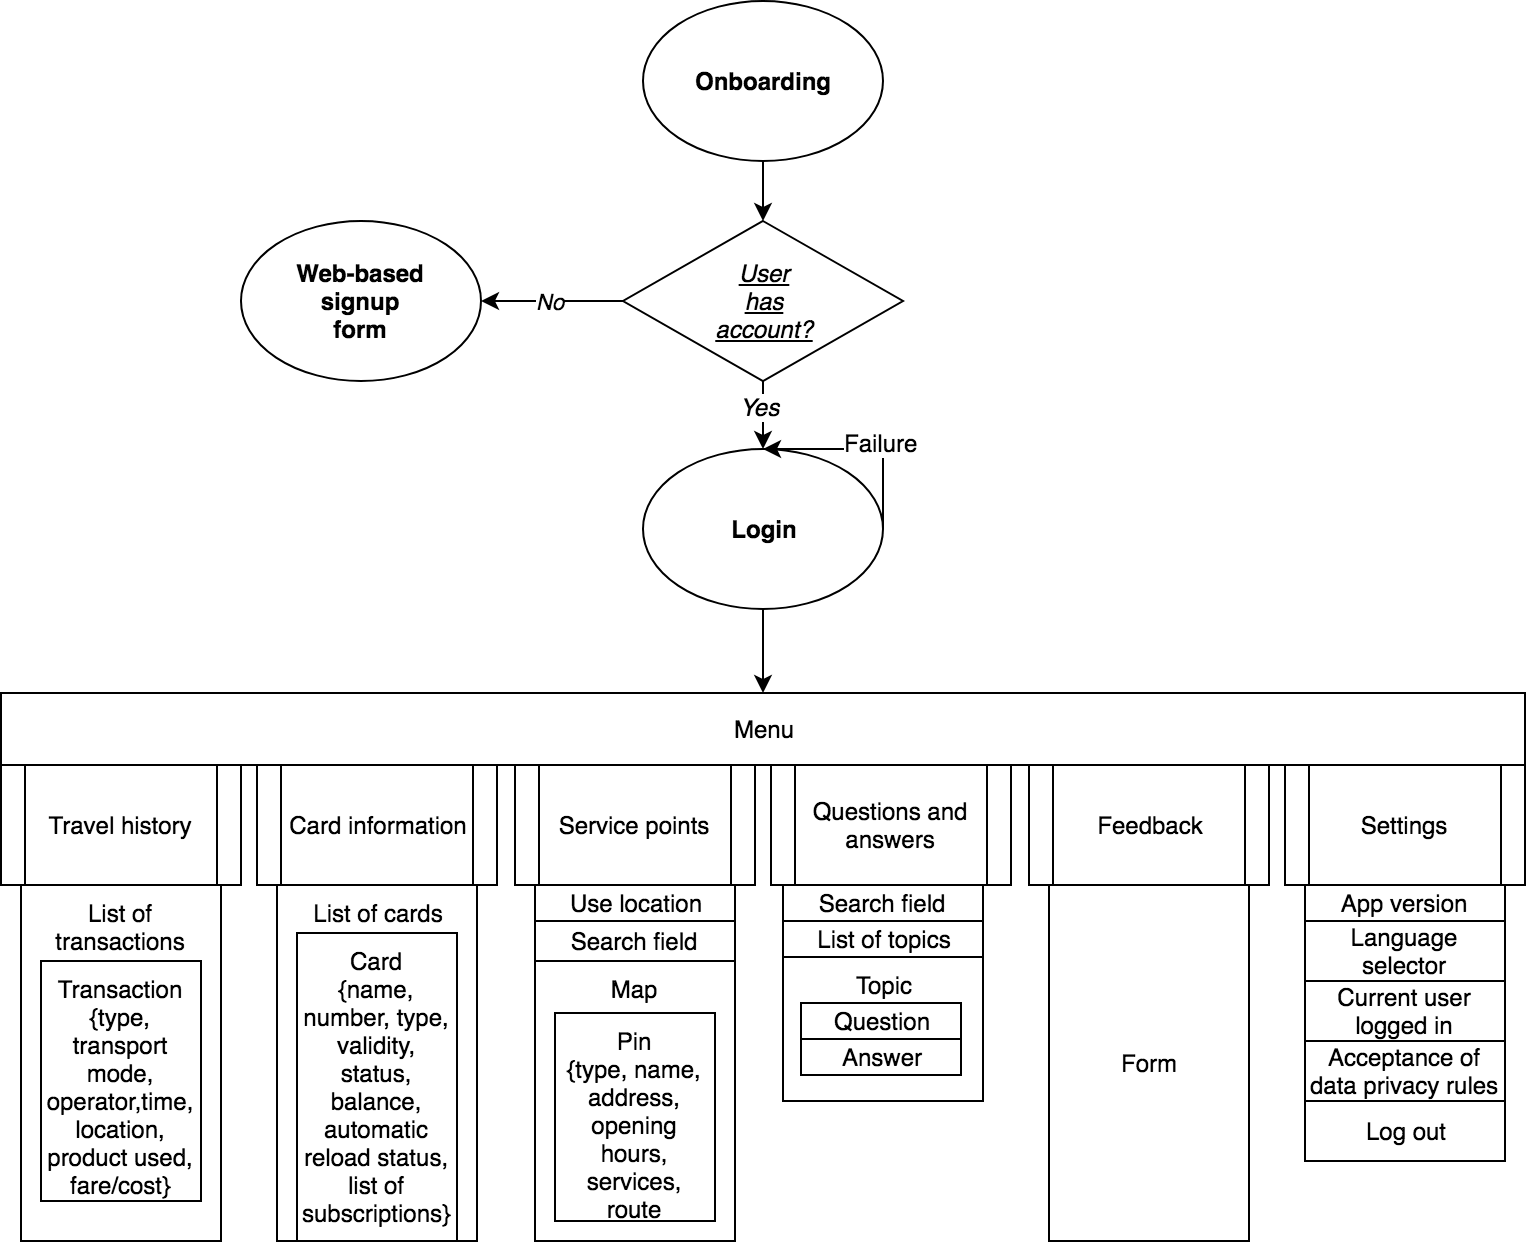 Onboarding
User
has
account?
No
Web-based
signup
form
Yes
Failure
Login
Menu
Travel history
Card information
Service points
Questions and
answers
Feedback
Settings
List of
transactions
Transaction
{type,
transport
mode,
operator,time,
location,
product used,
fare/cost}
List of cards
Card
{name,
number, type,
validity,
status,
balance,
automatic
reload status,
list of
subscriptions}
Use location
Search field
Map
Pin
{type, name,
address,
opening
hours,
services,
route
Search field
List of topics
Topic
Question
Answer
Form
App version
Language
selector
Current user
logged in
Acceptance of
data privacy rules
Log out